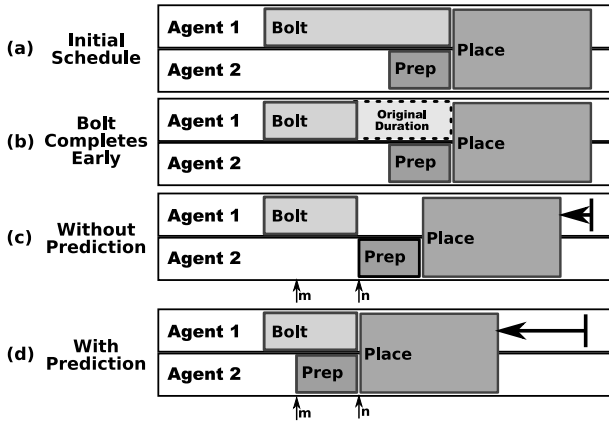 (a) Initial
Schedule
Agent 1 Bolt
Agent 2 Prep
Place
(b) Bolt
Completes
Early
Agent 1 Bolt Original
Duration
Agent 2 Prep
Place
(c) Without
Prediction
Agent 1 Bolt
Agent 2 Prep
Place
m n
(d) With
Prediction
Agent 1 Bolt
Agent 2 Prep
Place
m n